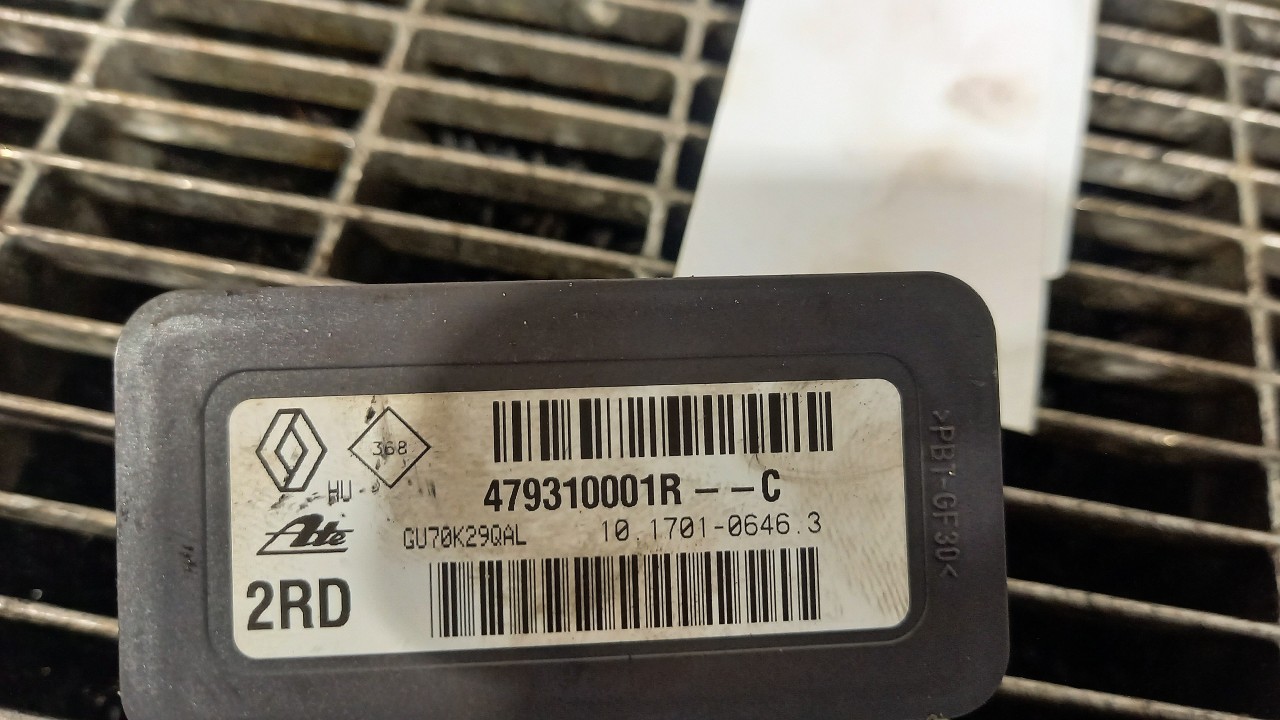 368
HU
479310001R--C
Ate
GU70K29QAL 10.1701-0646.3
2RD
>PBT-GF30<